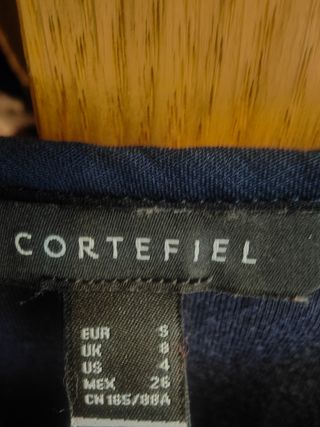 CORTEFIEL
EUR S
UK 8
US 4
MEX 26
CN 165/88A